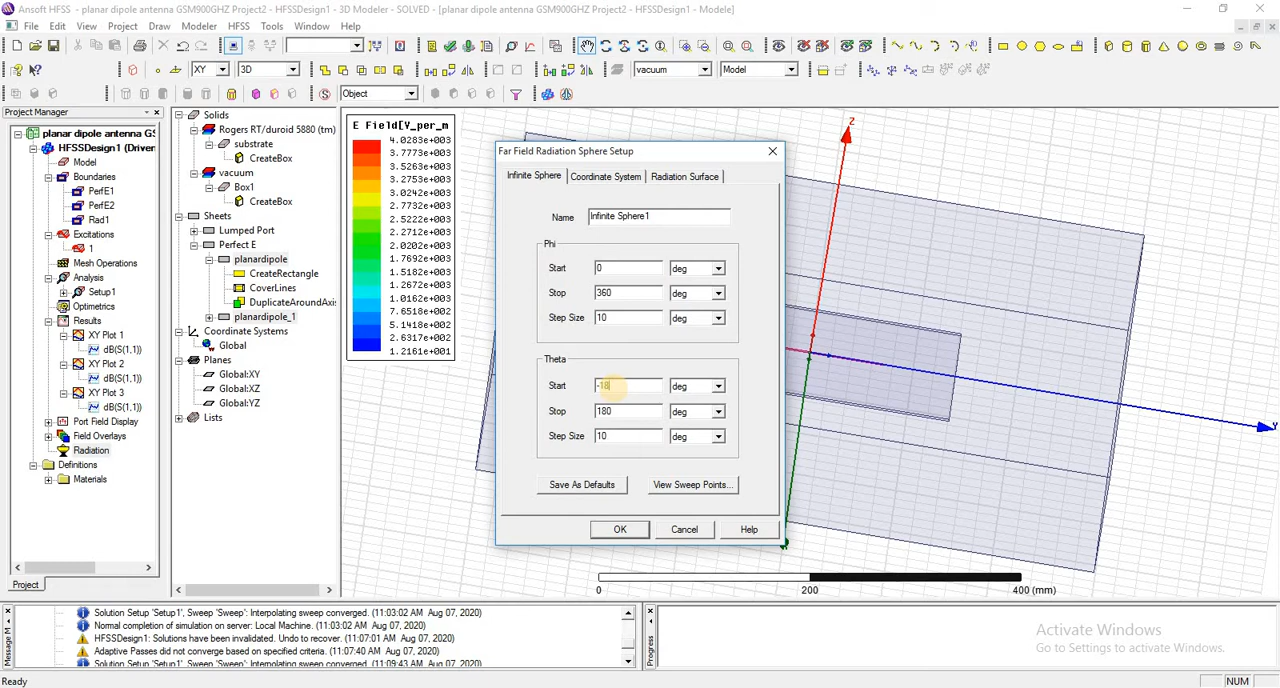 Ansoft HFSS - planar dipole antenna GSM900GHZ Project2 - HFSSDesign1 - 3D Modeler - SOLVED - [planar dipole antenna GSM900GHZ Project2 - HFSSDesign1 - Modeler]
File Edit View Project Draw Modeler HFSS Tools Window Help
XY 3D vacuum Model
Object
Project Manager
planar dipole antenna GS
HFSSDesign1 (Driven
Model
Boundaries
PerfE1
PerfE2
Rad1
Excitations
1
Mesh Operations
Analysis
Setup1
Optimetrics
Results
XY Plot 1
dB(S(1,1))
XY Plot 2
dB(S(1,1))
XY Plot 3
dB(S(1,1))
Port Field Display
Field Overlays
Radiation
Definitions
Materials
Project
Solids
Rogers RT/duroid 5880 (tm)
substrate
CreateBox
vacuum
Box1
CreateBox
Sheets
Lumped Port
Perfect E
planardipole
CreateRectangle
CoverLines
DuplicateAroundAxis
planardipole_1
Coordinate Systems
Global
Planes
Global:XY
Global:XZ
Global:YZ
Lists
E Field[V_per_m
4.0283e+003
3.7773e+003
3.5263e+003
3.2753e+003
3.0242e+003
2.7732e+003
2.5222e+003
2.2712e+003
2.0202e+003
1.7692e+003
1.5182e+003
1.2672e+003
1.0162e+003
7.6518e+002
5.1418e+002
2.6317e+002
1.2161e+001
Far Field Radiation Sphere Setup
Infinite Sphere Coordinate System Radiation Surface
Name Infinite Sphere1
Phi
Start 0 deg
Stop 360 deg
Step Size 10 deg
Theta
Start -18 deg
Stop 180 deg
Step Size 10 deg
Save As Defaults View Sweep Points...
OK Cancel Help
Z
Y
0 200 400 (mm)
Message M
Solution Setup 'Setup1', Sweep 'Sweep': Interpolating sweep converged. (11:03:02 AM Aug 07, 2020)
Normal completion of simulation on server: Local Machine. (11:03:02 AM Aug 07, 2020)
HFSSDesign1: Solutions have been invalidated. Undo to recover. (11:07:01 AM Aug 07, 2020)
Adaptive Passes did not converge based on specified criteria. (11:07:40 AM Aug 07, 2020)
Solution Setup 'Setup1', Sweep 'Sweep': Interpolating sweep converged. (11:09:43 AM Aug 07, 2020)
Progress
Activate Windows
Go to Settings to activate Windows.
Ready
NUM